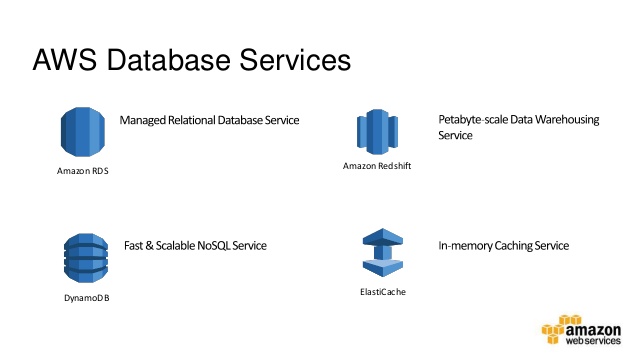 AWS Database Services
Managed Relational Database Service
Amazon RDS
Petabyte-scale Data Warehousing
Service
Amazon Redshift
Fast & Scalable NoSQL Service
DynamoDB
In-memory Caching Service
ElastiCache
amazon
webservices